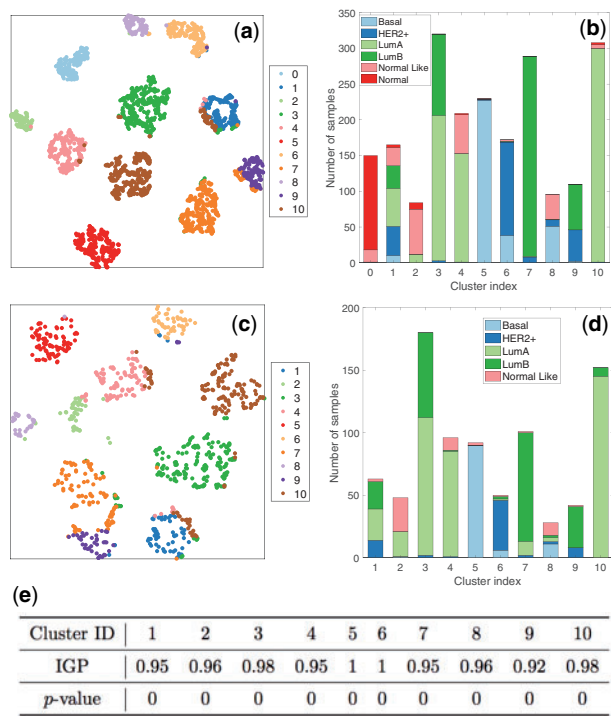 (a)
0
1
2
3
4
5
6
7
8
9
10
(b)
Number of samples
350
300
250
200
150
100
50
0
Basal
HER2+
LumA
LumB
Normal Like
Normal
0 1 2 3 4 5 6 7 8 9 10
Cluster index
(c)
1
2
3
4
5
6
7
8
9
10
(d)
Number of samples
200
150
100
50
0
Basal
HER2+
LumA
LumB
Normal Like
1 2 3 4 5 6 7 8 9 10
Cluster index
(e)
Cluster ID 1 2 3 4 5 6 7 8 9 10
IGP 0.95 0.96 0.98 0.95 1 1 0.95 0.96 0.92 0.98
p-value 0 0 0 0 0 0 0 0 0 0